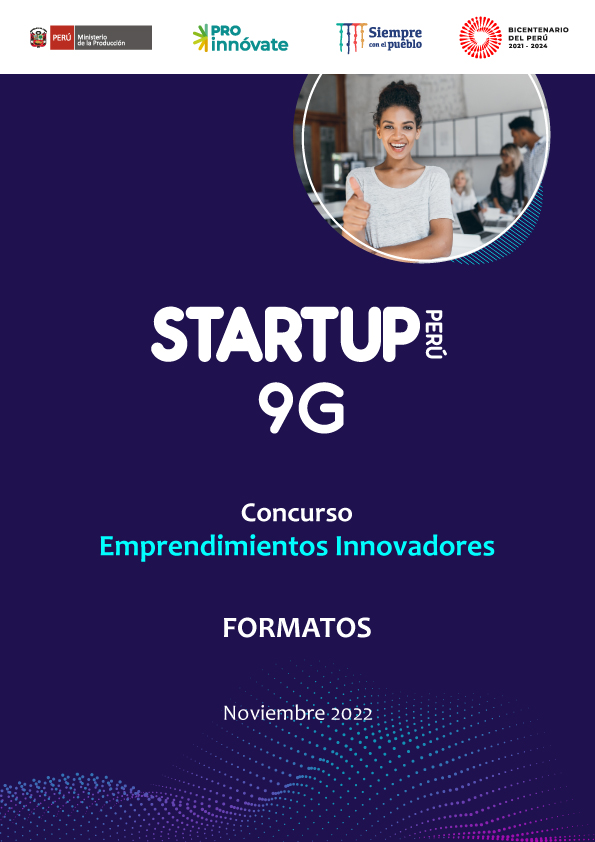 PERÚ
Ministerio
de la Producción
PRO
innóvate
Siempre
con el pueblo
BICENTENARIO
DEL PERÚ
2021 - 2024
STARTUP PERÚ
9G
Concurso
Emprendimientos Innovadores
FORMATOS
Noviembre 2022